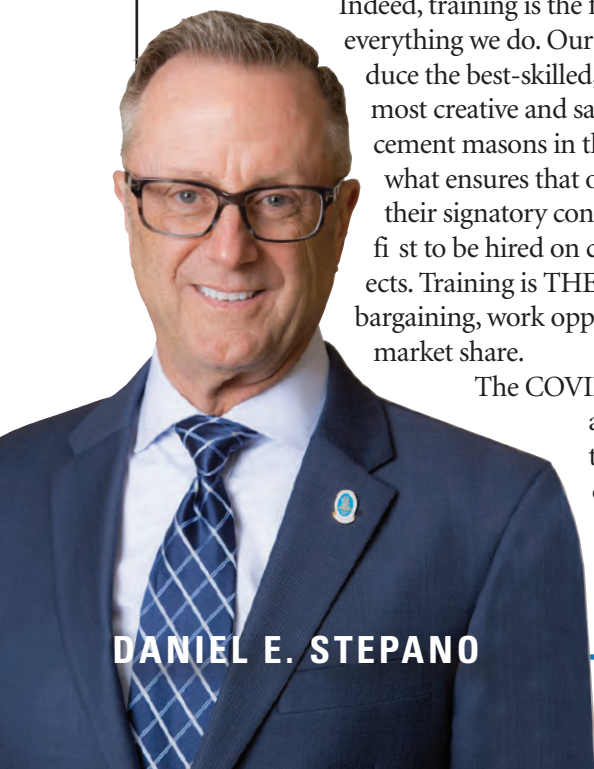 Indeed, training is the
everything we do. Our
duce the best-skilled,
most creative and sa
cement masons in th
what ensures that o
their signatory con
fi st to be hired on c
ects. Training is THE
bargaining, work opp
market share.
The COVI
a
t
DANIEL E. STEPANO